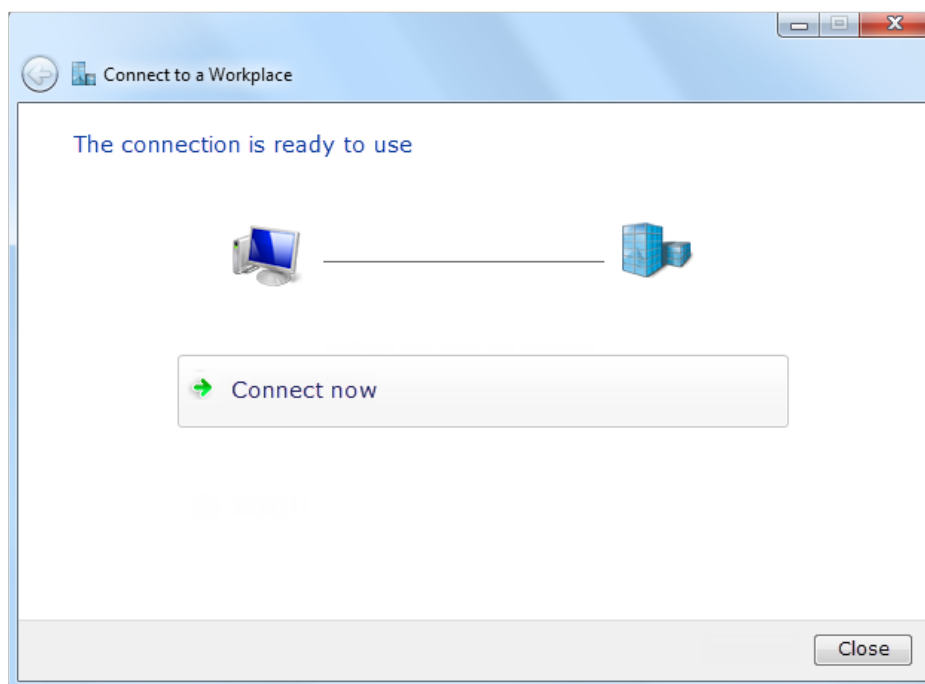 Connect to a Workplace
The connection is ready to use
Connect now
Close